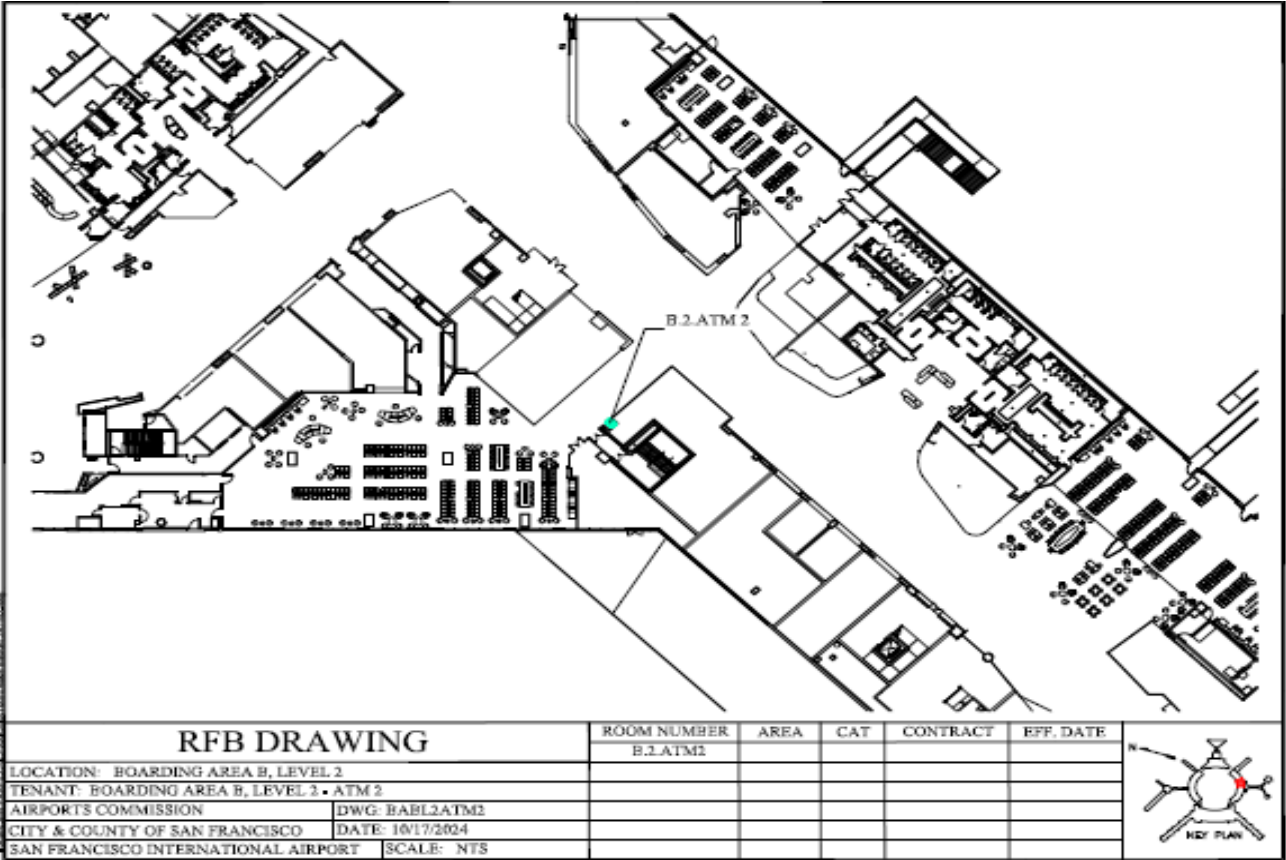 B.2.ATM 2
RFB DRAWING
LOCATION: BOARDING AREA B, LEVEL 2
TENANT: BOARDING AREA B, LEVEL 2 - ATM 2
AIRPORTS COMMISSION DWG: BABL2ATM2
CITY & COUNTY OF SAN FRANCISCO DATE: 10/17/2024
SAN FRANCISCO INTERNATIONAL AIRPORT SCALE: NTS
ROOM NUMBER AREA CAT CONTRACT EFF. DATE
B.2.ATM2
N
KEY PLAN